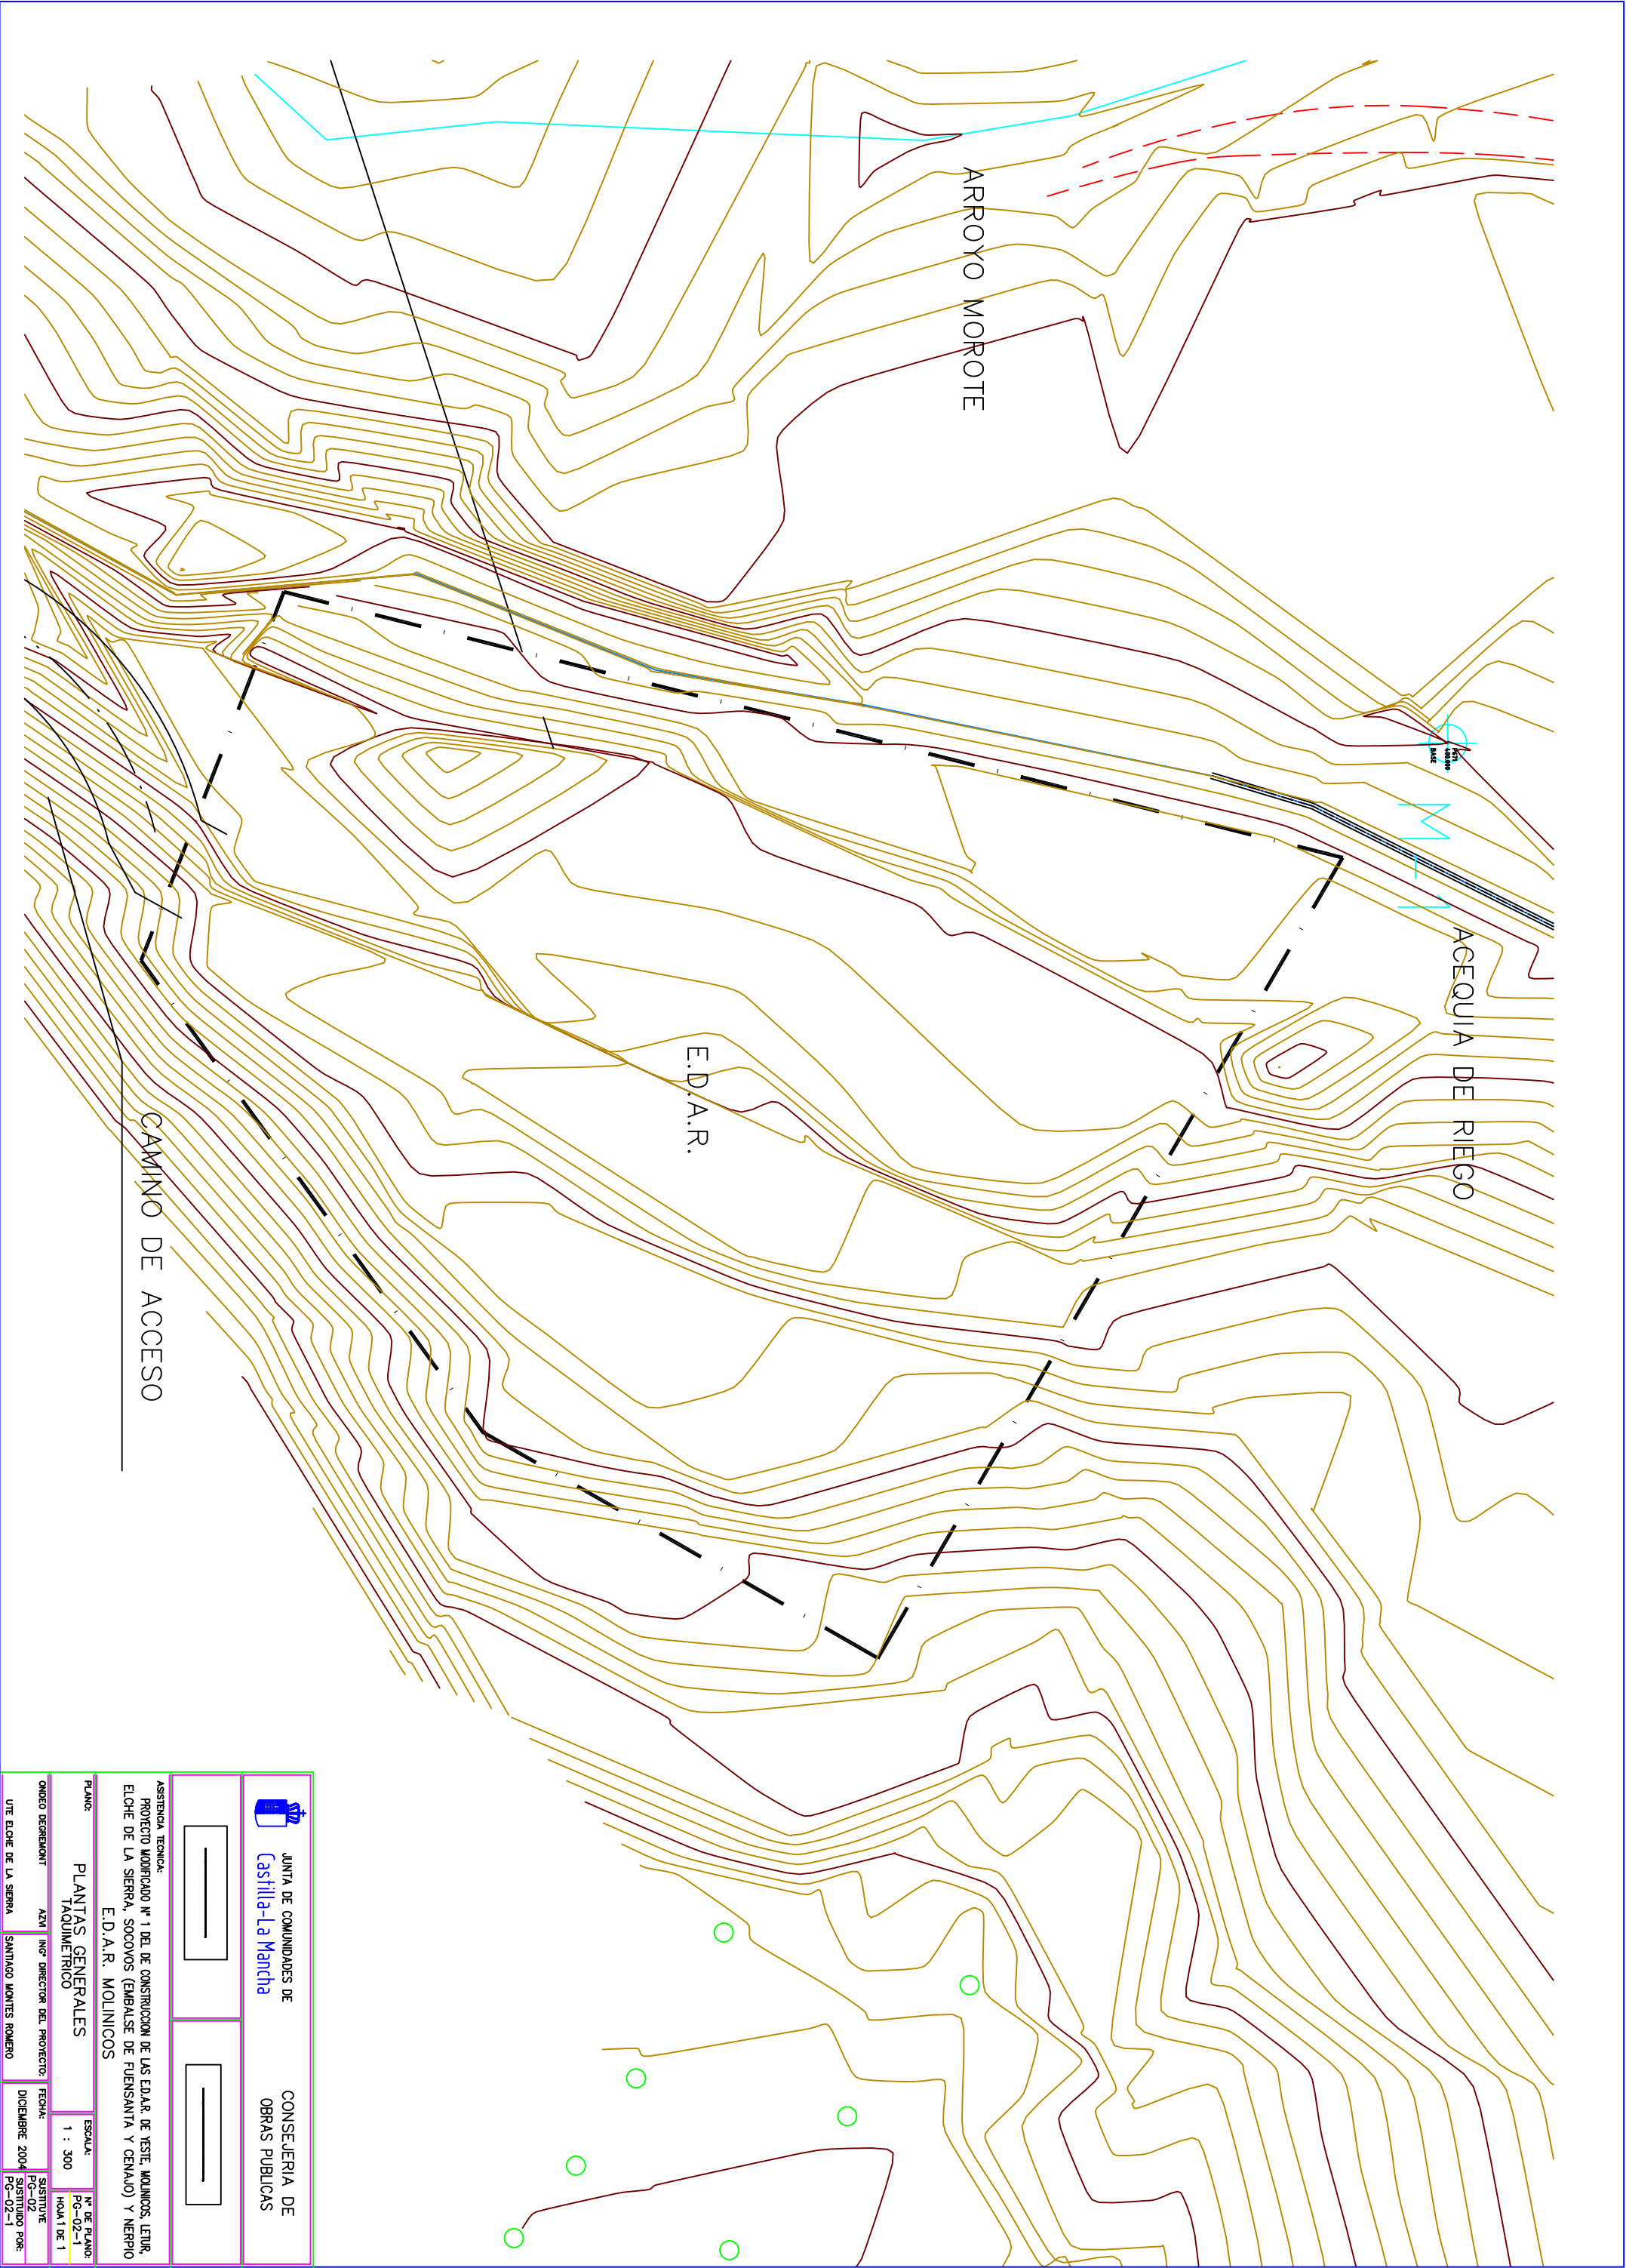 ARROYO MOROTE
ACEQUIA DE RIEGO
E.D.A.R.
CAMINO DE ACCESO
BASE
JUNTA DE COMUNIDADES DE
Castilla-La Mancha
CONSEJERIA DE
OBRAS PUBLICAS
ASISTENCIA TECNICA:
PROYECTO MODIFICADO Nº 1 DEL DE CONSTRUCCION DE LAS E.D.A.R. DE YESTE, MOLINICOS, LETUR,
ELCHE DE LA SIERRA, SOCOVOS (EMBALSE DE FUENSANTA Y CENAJO) Y NERPIO
E.D.A.R. MOLINICOS
PLANO:
PLANTAS GENERALES
TAQUIMETRICO
ESCALA:
1 : 300
Nº DE PLANO:
PG-02-1
HOJA 1 DE 1
ONDEO DEGREMONT AZVI
UTE ELCHE DE LA SIERRA
INGº DIRECTOR DEL PROYECTO:
SANTIAGO MONTES ROMERO
FECHA:
DICIEMBRE 2004
SUSTITUYE
PG-02
SUSTITUIDO POR:
PG-02-1